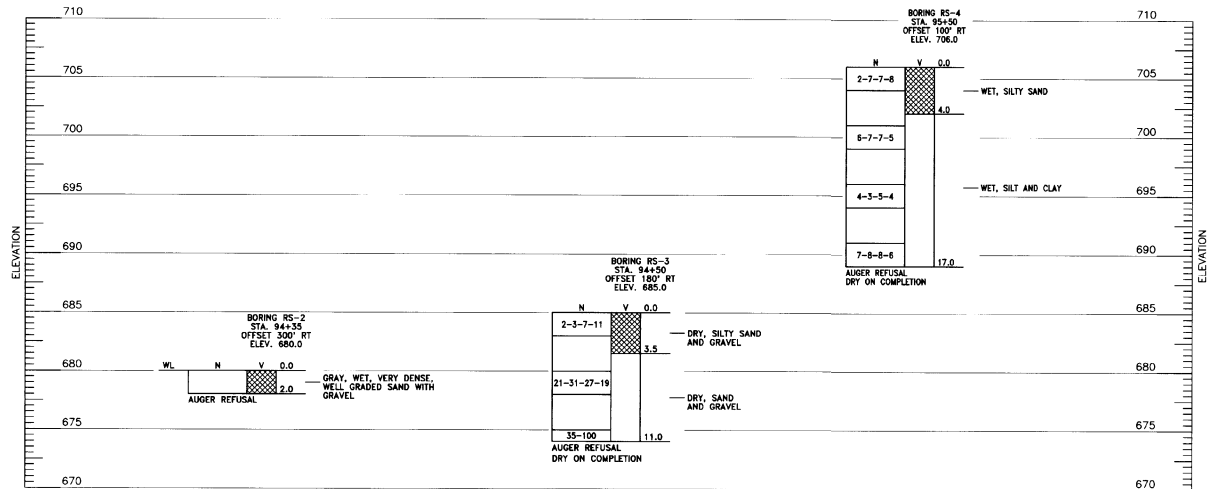 710
710
705
705
700
700
695
695
690
690
685
685
680
680
675
675
670
670
ELEVATION
ELEVATION
BORING RS-2
STA. 94+35
OFFSET 300' RT
ELEV. 680.0
WL N V 0.0
2.0
AUGER REFUSAL
GRAY, WET, VERY DENSE,
WELL GRADED SAND WITH
GRAVEL
BORING RS-3
STA. 94+50
OFFSET 180' RT
ELEV. 685.0
N V 0.0
2-3-7-11
3.5
DRY, SILTY SAND
AND GRAVEL
21-31-27-19
DRY, SAND
AND GRAVEL
35-100
11.0
AUGER REFUSAL
DRY ON COMPLETION
BORING RS-4
STA. 95+50
OFFSET 100' RT
ELEV. 706.0
N V 0.0
2-7-7-8
WET, SILTY SAND
4.0
6-7-7-5
4-3-5-4
WET, SILT AND CLAY
7-8-8-6
17.0
AUGER REFUSAL
DRY ON COMPLETION